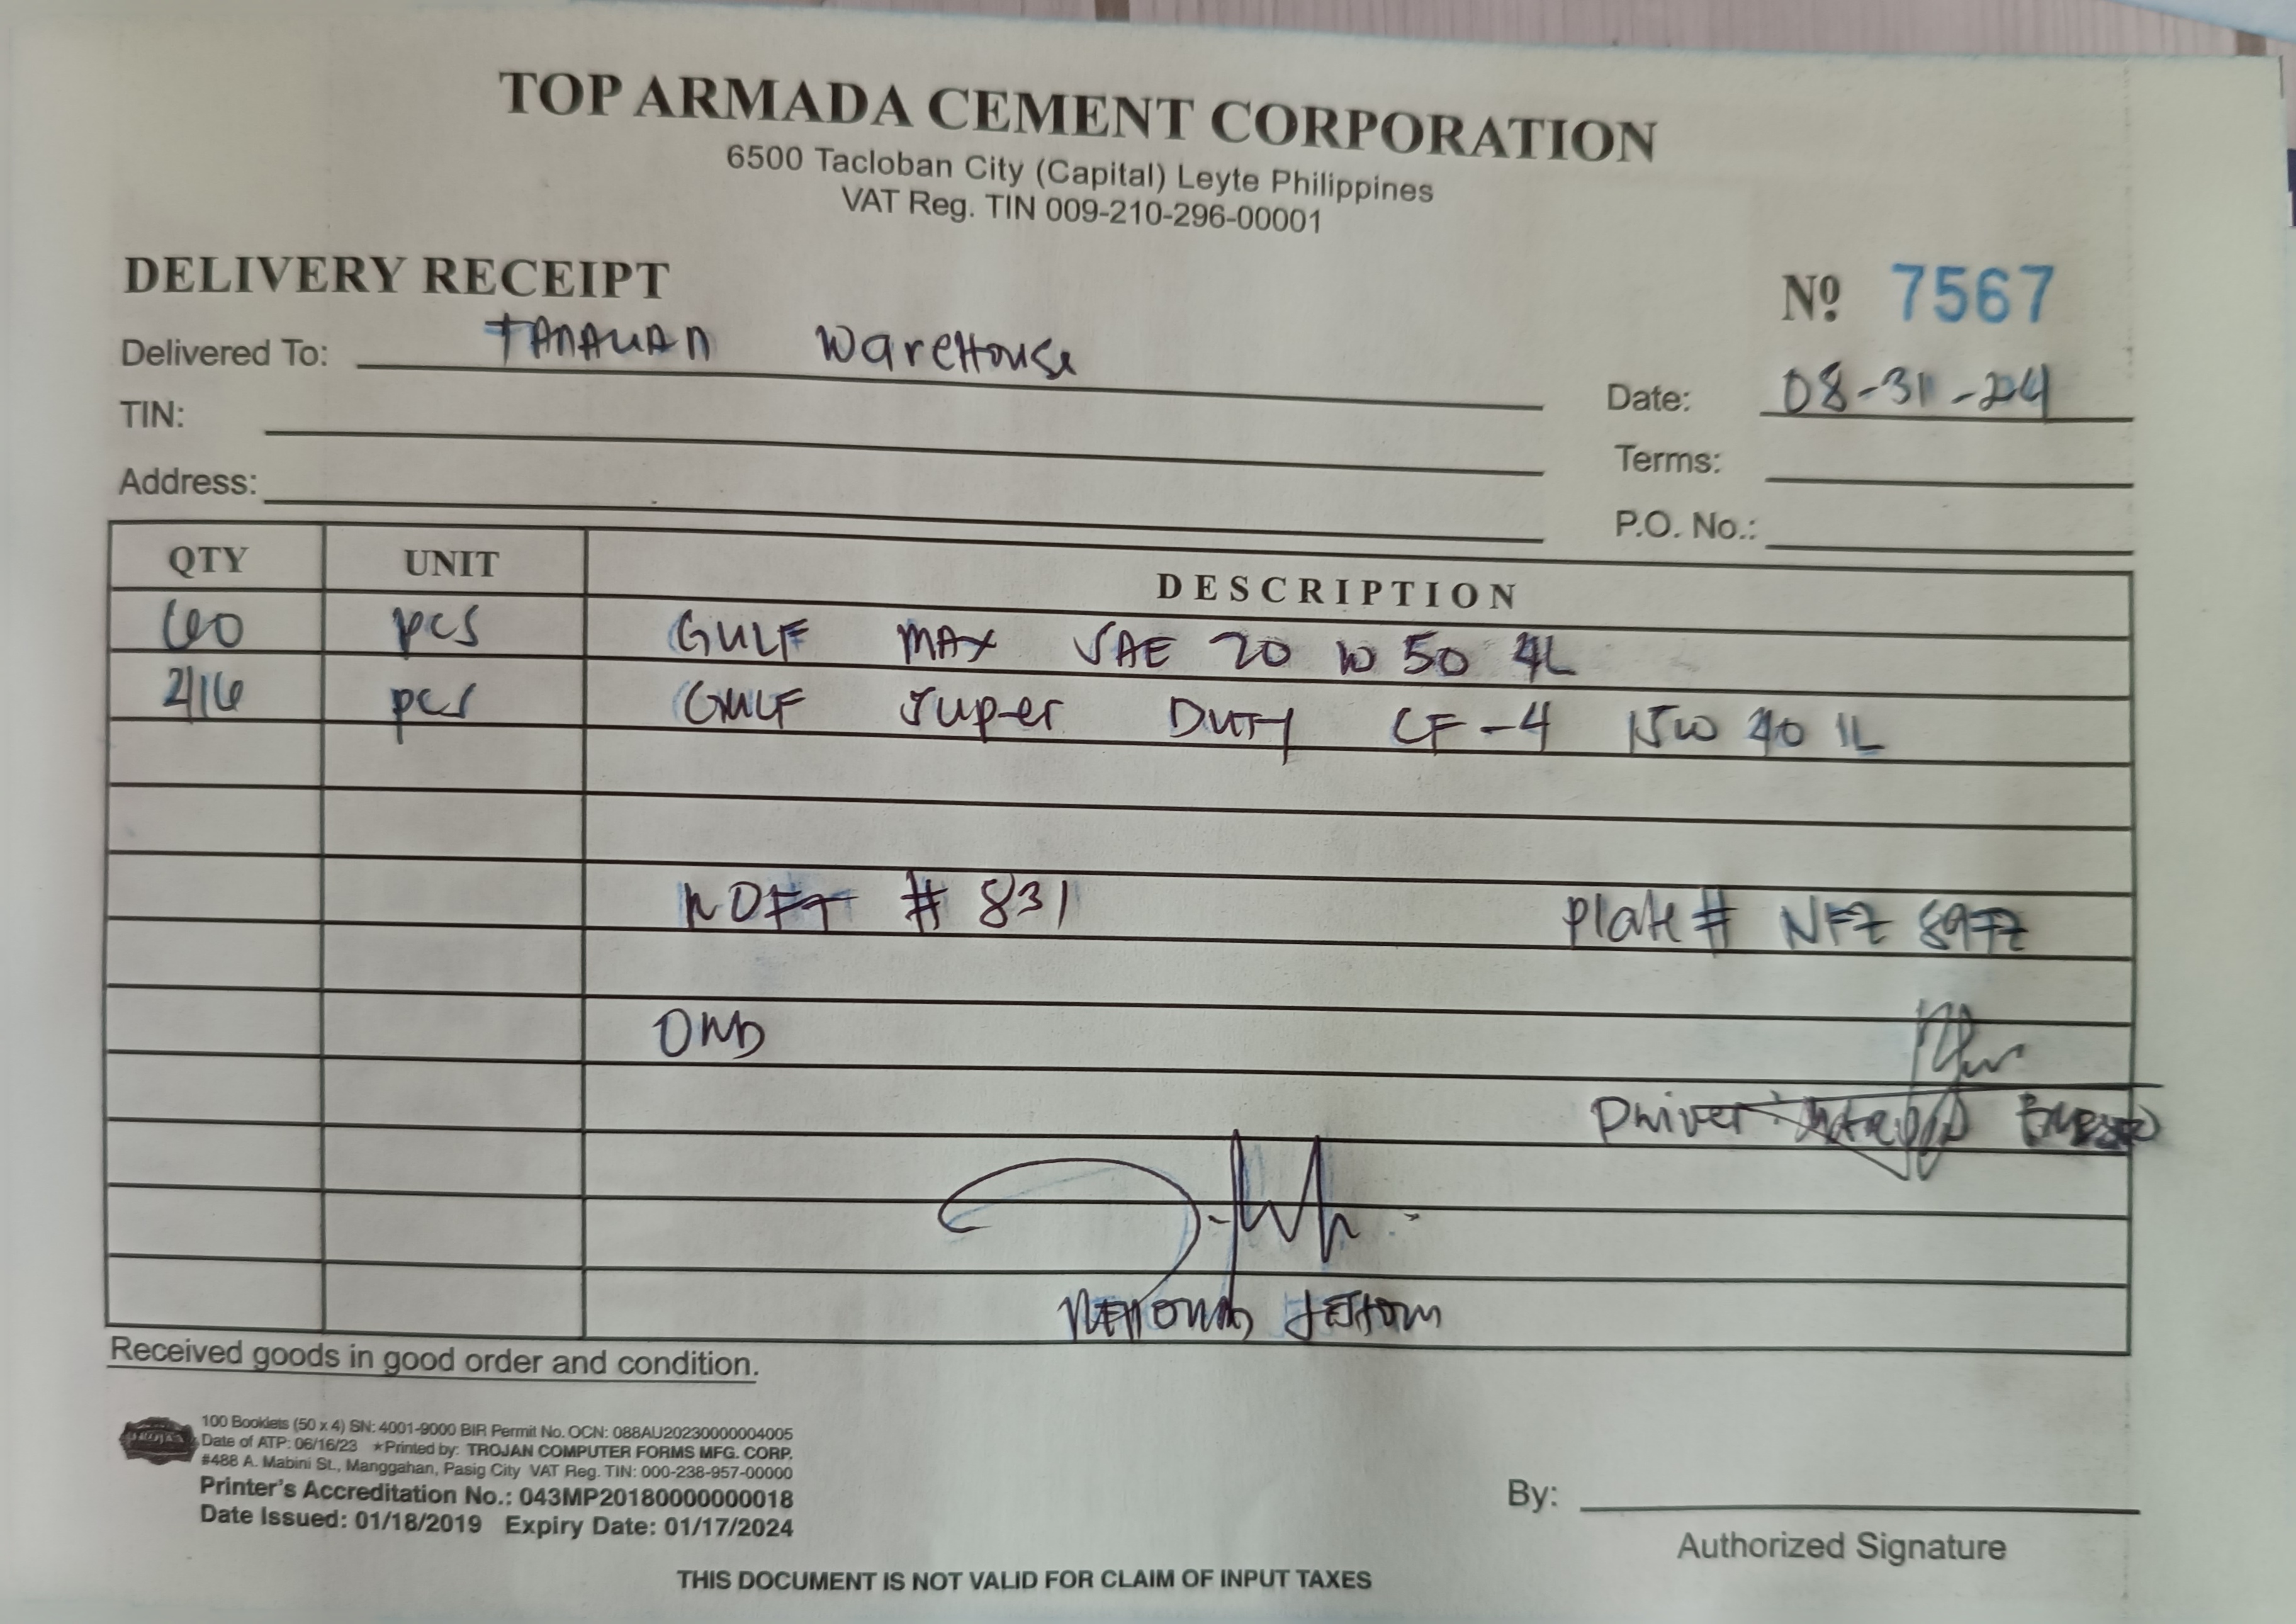 TOP ARMADA CEMENT CORPORATION
6500 Tacloban City (Capital) Leyte Philippines
VAT Reg. TIN 009-210-296-00001
DELIVERY RECEIPT
Nº 7567
Delivered To: TANAUAN WareHouse
Date: 08-31-24
TIN:
Terms:
Address:
P.O. No.:
QTY UNIT DESCRIPTION
60 pcs GULF MAX SAE 20 W 50 4L
216 pcs GULF Super DUTY CF-4 15W 40 1L
# 831 Plate # NFZ
Driver:
Received goods in good order and condition.
100 Booklets (50 x 4) SN: 4001-9000 BIR Permit No. OCN: 088AU20230000004005
Date of ATP: 06/16/23 *Printed by: TROJAN COMPUTER FORMS MFG. CORP.
#488 A. Mabini St., Manggahan, Pasig City VAT Reg. TIN: 000-238-957-00000
Printer's Accreditation No.: 043MP20180000000018
Date Issued: 01/18/2019 Expiry Date: 01/17/2024
By:
Authorized Signature
THIS DOCUMENT IS NOT VALID FOR CLAIM OF INPUT TAXES